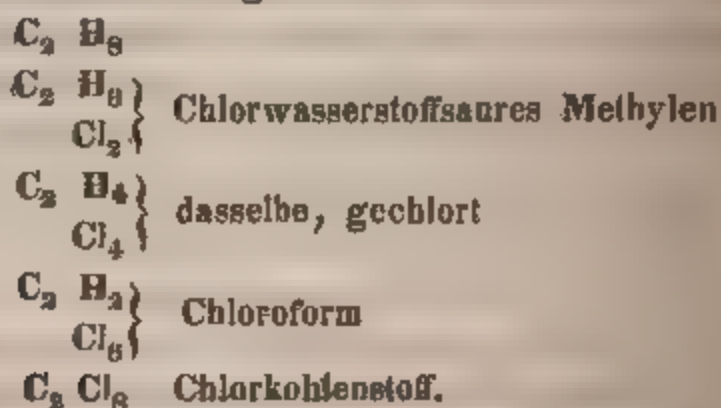 C₂ H₈
C₂ H₆ } Chlorwasserstoffsaures Methylen
Cl₂
C₂ H₄ } dasselbe, gechlort
Cl₄
C₂ H₂ } Chloroform
Cl₆
C₂ Cl₈ Chlorkohlenstoff.